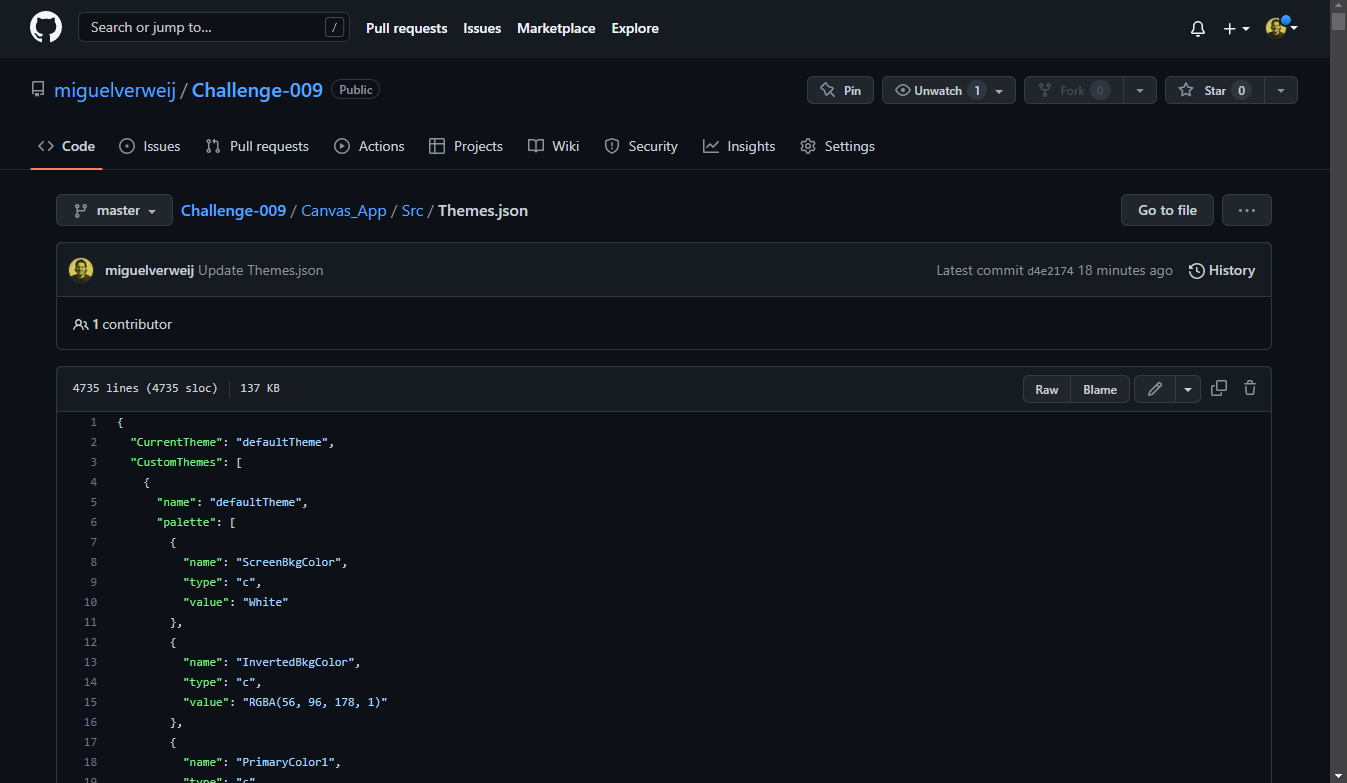 Search or jump to... / Pull requests Issues Marketplace Explore
miguelverweij / Challenge-009 Public Pin Unwatch 1 Fork 0 Star 0
Code Issues Pull requests Actions Projects Wiki Security Insights Settings
master Challenge-009 / Canvas_App / Src / Themes.json Go to file ...
miguelverweij Update Themes.json Latest commit d4e2174 18 minutes ago History
1 contributor
4735 lines (4735 sloc) 137 KB Raw Blame
1 {
2 "CurrentTheme": "defaultTheme",
3 "CustomThemes": [
4 {
5 "name": "defaultTheme",
6 "palette": [
7 {
8 "name": "ScreenBkgColor",
9 "type": "c",
10 "value": "White"
11 },
12 {
13 "name": "InvertedBkgColor",
14 "type": "c",
15 "value": "RGBA(56, 96, 178, 1)"
16 },
17 {
18 "name": "PrimaryColor1",
19 "type": "c",